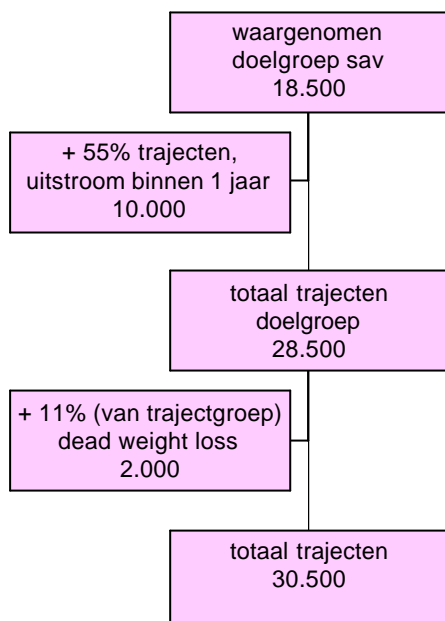 waargenomen
doelgroep sav
18.500
+ 55% trajecten,
uitstroom binnen 1 jaar
10.000
totaal trajecten
doelgroep
28.500
+ 11% (van trajectgroep)
dead weight loss
2.000
totaal trajecten
30.500